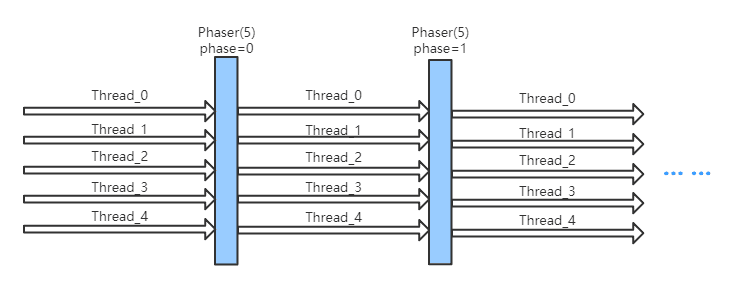 Phaser(5)
phase=0
Phaser(5)
phase=1
Thread_0
Thread_0
Thread_0
Thread_1
Thread_1
Thread_1
Thread_2
Thread_2
Thread_2
Thread_3
Thread_3
Thread_3
Thread_4
Thread_4
Thread_4
... ...